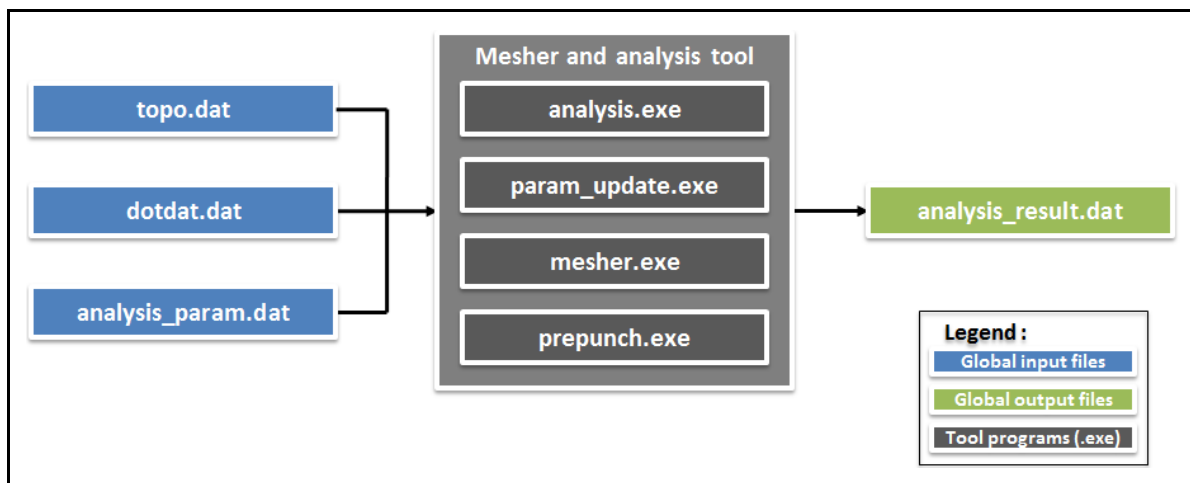 topo.dat
dotdat.dat
analysis_param.dat
Mesher and analysis tool
analysis.exe
param_update.exe
mesher.exe
prepunch.exe
analysis_result.dat
Legend :
Global input files
Global output files
Tool programs (.exe)